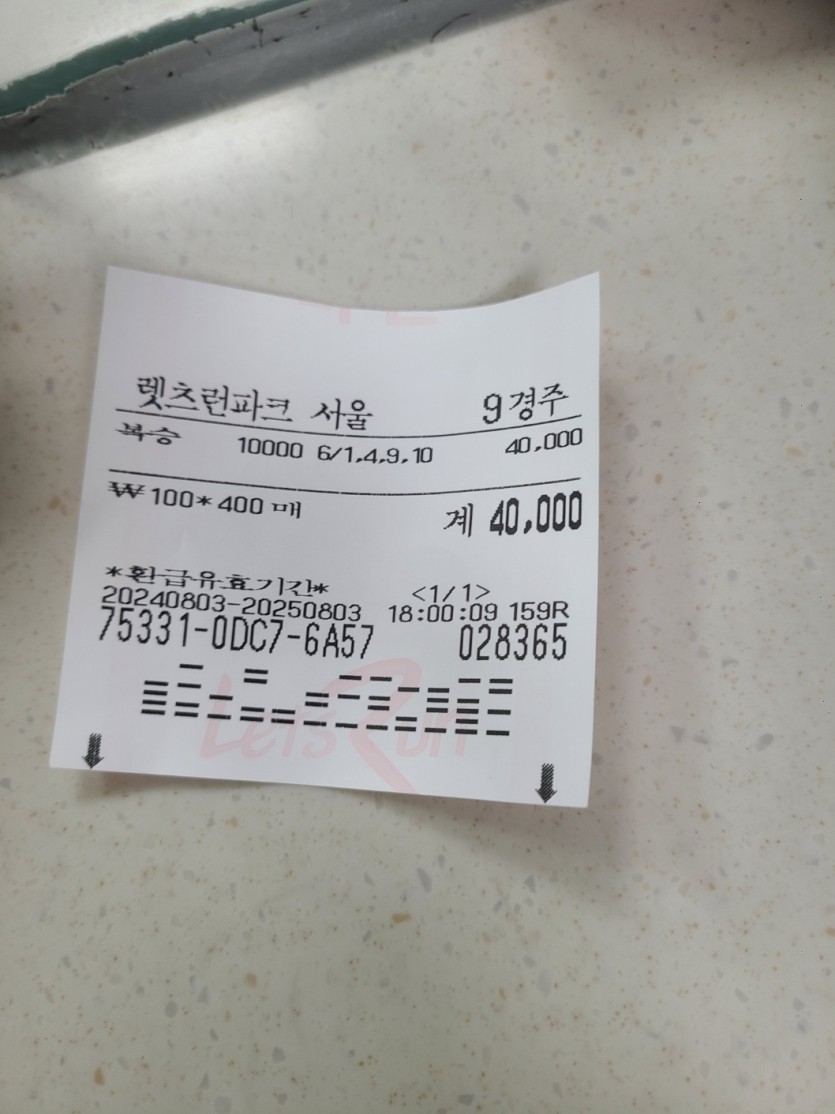 렛츠런파크 서울 9경주
복승 10000 6/1,4,9,10 40,000
₩100*400매 계 40,000
*환급유효기간* <1/1>
20240803-20250803 18:00:09 159R
75331-0DC7-6A57 028365
Let'sRun